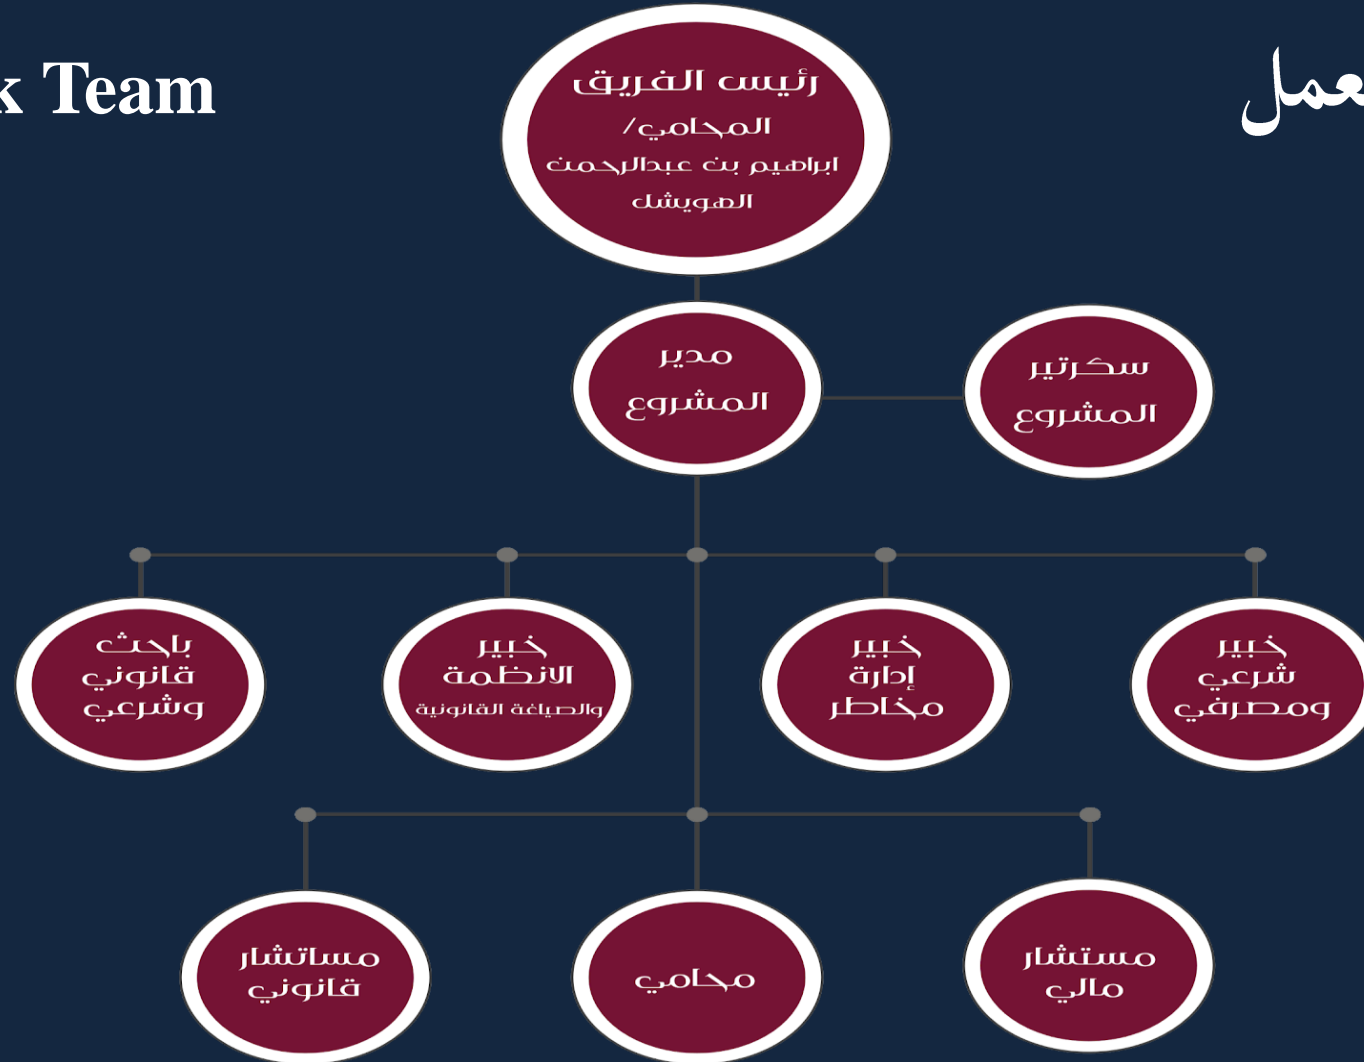 k Team
عمل
رئيس الفريق
المحامي/
ابراهيم بن عبدالرحمن
الهويشل
مدير
المشروع
سكرتير
المشروع
خبير
شرعي
ومصرفي
خبير
إدارة
مخاطر
خبير
الانظمة
والصياغة القانونية
باحث
قانوني
وشرعي
مستشار
مالي
محامي
مساتشار
قانوني